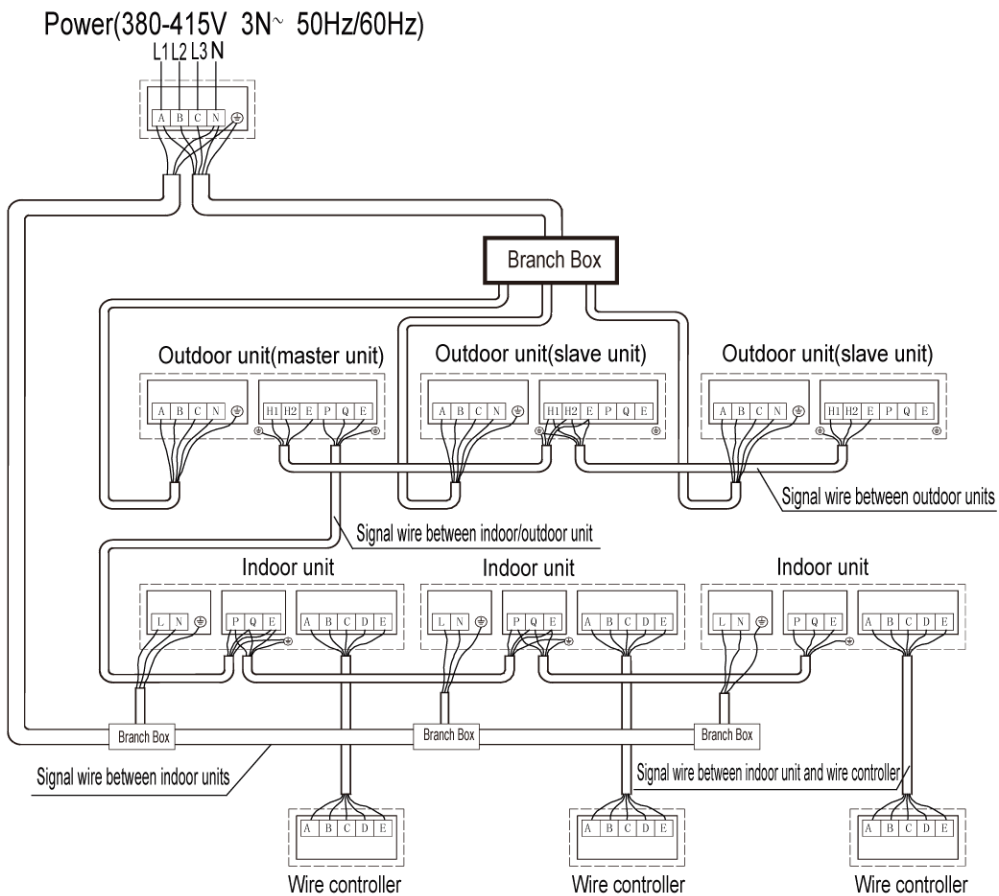 Power(380-415V 3N~ 50Hz/60Hz)
L1 L2 L3 N
A B C N
Branch Box
Outdoor unit(master unit)
Outdoor unit(slave unit)
Outdoor unit(slave unit)
A B C N
H1 H2 E P Q E
A B C N
H1 H2 E P Q E
A B C N
H1 H2 E P Q E
Signal wire between outdoor units
Signal wire between indoor/outdoor unit
Indoor unit
Indoor unit
Indoor unit
L N
P Q E
A B C D E
L N
P Q E
A B C D E
L N
P Q E
A B C D E
Branch Box
Branch Box
Branch Box
Signal wire between indoor units
Signal wire between indoor unit and wire controller
A B C D E
A B C D E
A B C D E
Wire controller
Wire controller
Wire controller